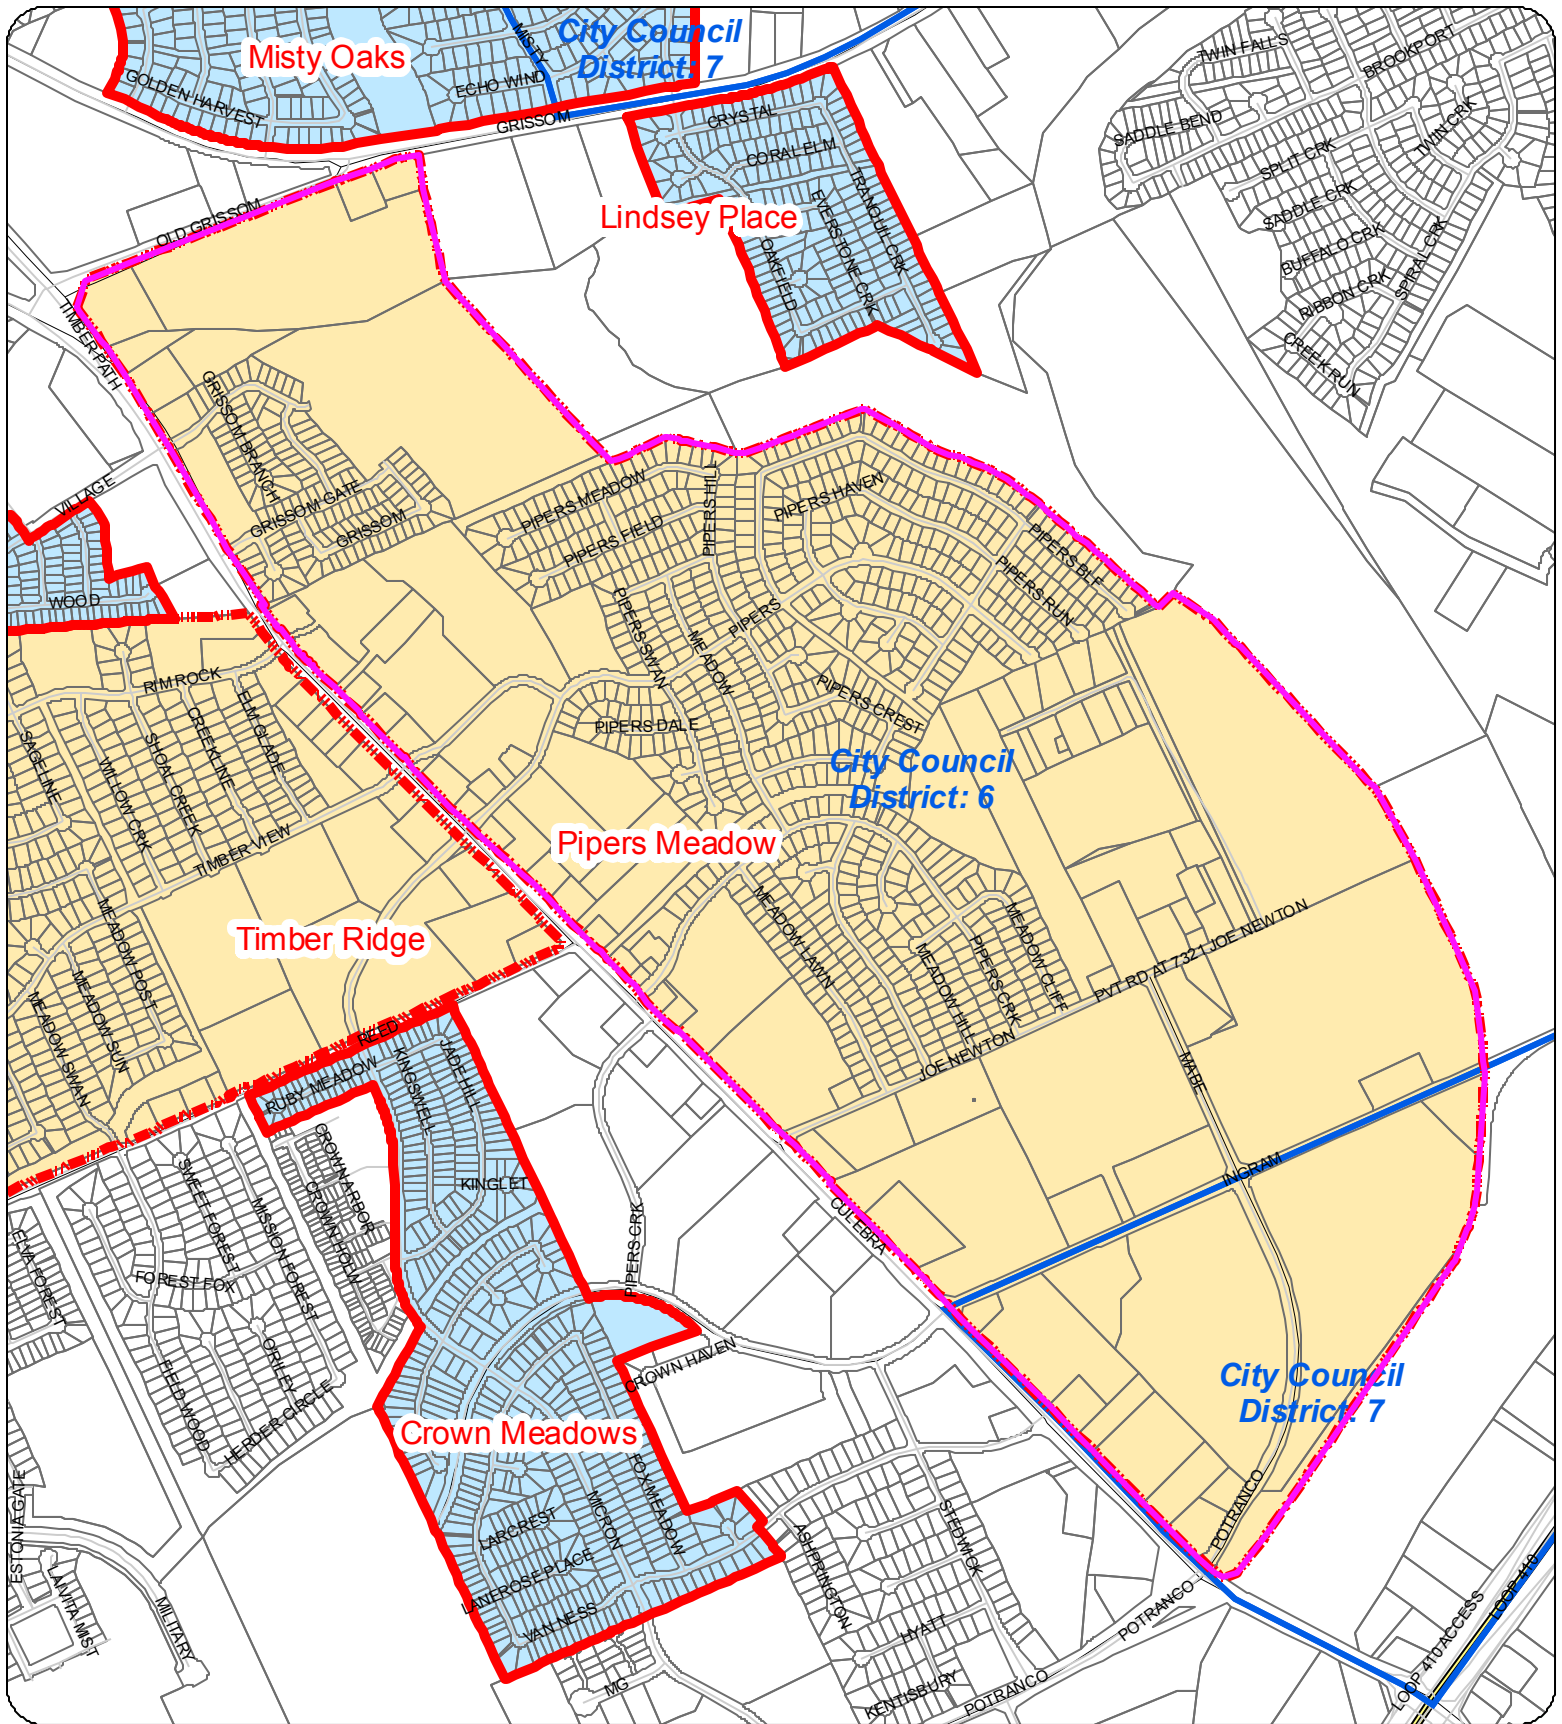 Misty Oaks
City Council
District: 7
MISTY
GOLDEN HARVEST
ECHO WIND
GRISSOM
TWIN FALLS
BROOKPORT
SADDLE BEND
SPLIT CRK
TWIN CRK
SADDLE CRK
BUFFALO CRK
RIBBON CRK
SPIRAL CRK
CREEK RUN
CRYSTAL
CORAL ELM
TRANQUIL CRK
EVERSTONE CRK
OAKFIELD
Lindsey Place
OLD GRISSOM
TIMBER PATH
GRISSOM BRANCH
GRISSOM GATE
GRISSOM
VILLAGE
WOOD
PIPERS MEADOW
PIPERS FIELD
PIPERS HILL
PIPERS HAVEN
PIPERS BLF
PIPERS RUN
PIPERS SWAN
MEADOW
PIPERS
PIPERS CREST
PIPERS DALE
RIM ROCK
ELM GLADE
CREEKLINE
SHOAL CREEK
WILLOW CRK
SAGELINE
TIMBER VIEW
City Council
District: 6
Pipers Meadow
Timber Ridge
MEADOW POST
MEADOW SUN
MEADOW SWAN
MEADOW LAWN
MEADOW HILL
PIPERS CRK
MEADOW CLIFF
PVT RD AT 7321 JOE NEWTON
JOE NEWTON
MABE
INGRAM
REED
RUBY MEADOW
KINGSWELL
JADE HILL
KINGLET
CROWN ARBOR
CROWN HOLW
SWEET FOREST
MISSION FOREST
FOREST FOX
ELVA FOREST
FIELD WOOD
ORILEY
HERDER CIRCLE
PIPERS CRK
CULEBRA
CROWN HAVEN
City Council
District: 7
Crown Meadows
FOX MEADOW
MICRON
LARCREST
LANEROSE PLACE
VAN NESS
MG
ASHPRINGTON
STEDWICK
HYATT
KENTISBURY
POTRANCO
POTRANCO
POTRANCO
ESTONIA GATE
LAVITA MIST
MILITARY
LOOP 410 ACCESS
LOOP 410